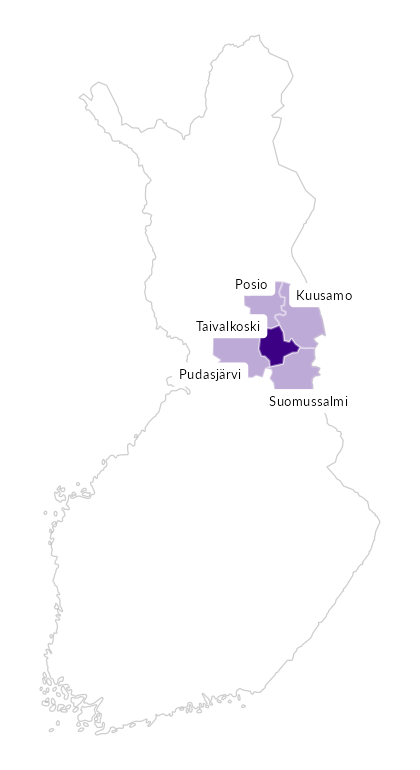 Posio
Kuusamo
Taivalkoski
Pudasjärvi
Suomussalmi